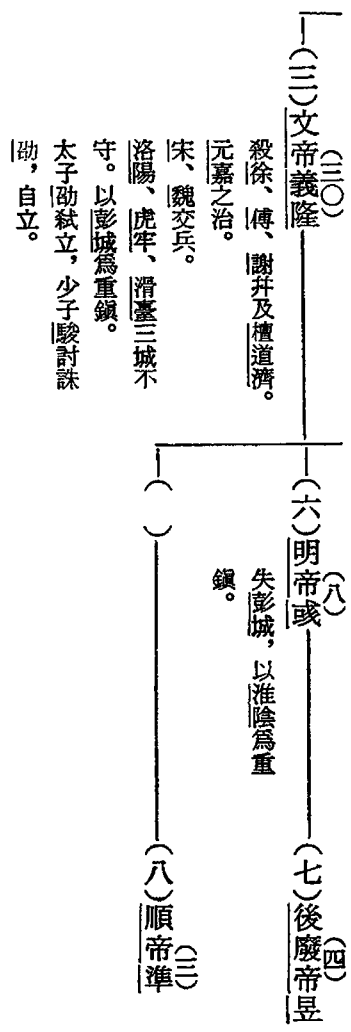 (三)文帝義隆
(三〇)
殺徐、傅、謝幷及檀道濟。
元嘉之治。
宋、魏交兵。
洛陽、虎牢、滑臺三城不
守。以彭城爲重鎭。
太子劭弒立,少子駿討誅
劭,自立。
(六)明帝彧
(八)
失彭城,以淮陰爲重
鎭。
(七)後廢帝昱
(四)
( )
(八)順帝準
(三)